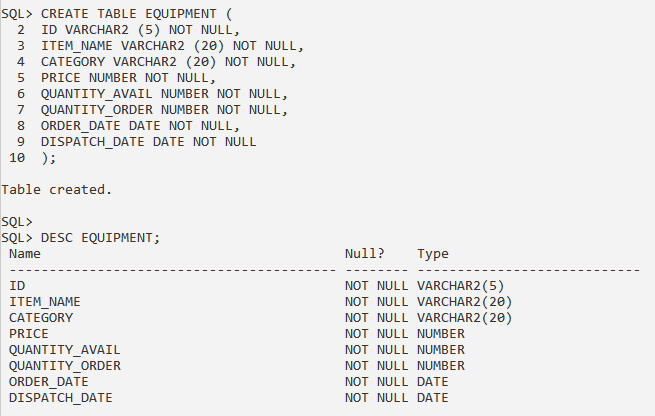 SQL> CREATE TABLE EQUIPMENT (
  2  ID VARCHAR2 (5) NOT NULL,
  3  ITEM_NAME VARCHAR2 (20) NOT NULL,
  4  CATEGORY VARCHAR2 (20) NOT NULL,
  5  PRICE NUMBER NOT NULL,
  6  QUANTITY_AVAIL NUMBER NOT NULL,
  7  QUANTITY_ORDER NUMBER NOT NULL,
  8  ORDER_DATE DATE NOT NULL,
  9  DISPATCH_DATE DATE NOT NULL
 10  );

Table created.

SQL>
SQL> DESC EQUIPMENT;
 Name                                      Null?    Type
 ----------------------------------------- -------- ----------------------------
 ID                                        NOT NULL VARCHAR2(5)
 ITEM_NAME                                 NOT NULL VARCHAR2(20)
 CATEGORY                                  NOT NULL VARCHAR2(20)
 PRICE                                     NOT NULL NUMBER
 QUANTITY_AVAIL                            NOT NULL NUMBER
 QUANTITY_ORDER                            NOT NULL NUMBER
 ORDER_DATE                                NOT NULL DATE
 DISPATCH_DATE                             NOT NULL DATE